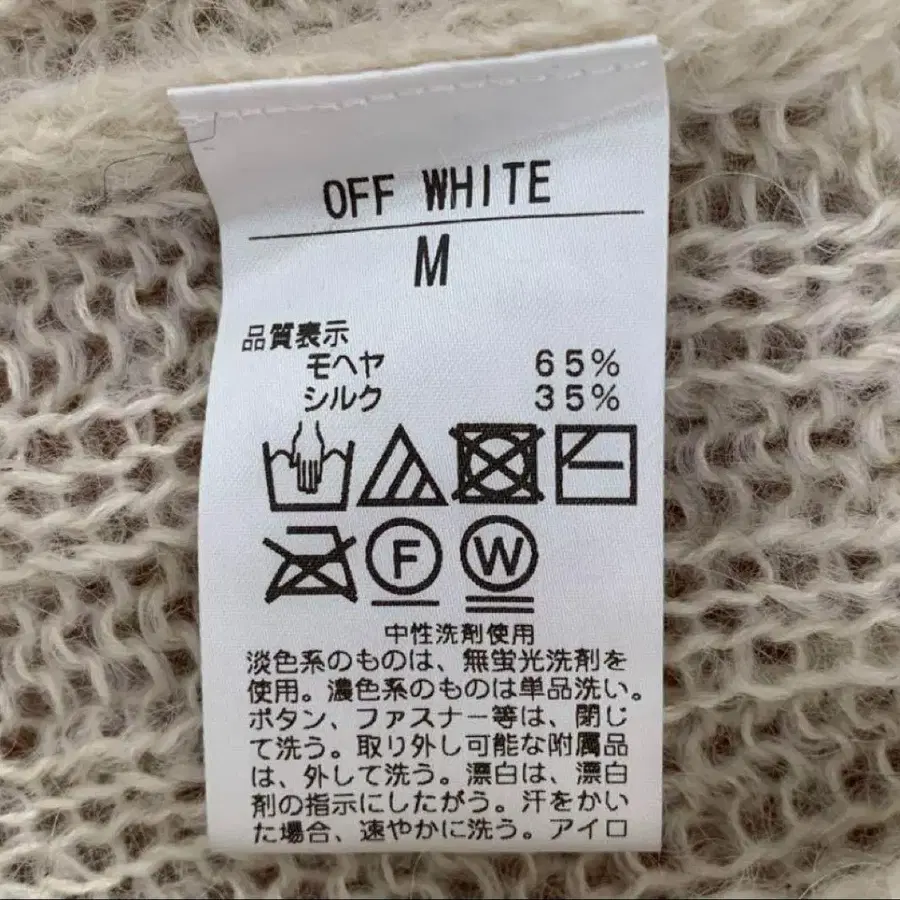 OFF WHITE
M
品質表示
モヘヤ 65%
シルク 35%
F W
中性洗剤使用
淡色系のものは、無蛍光洗剤を
使用。濃色系のものは単品洗い。
ボタン、ファスナー等は、閉じ
て洗う。取り外し可能な附属品
は、外して洗う。漂白は、漂白
剤の指示にしたがう。汗をかい
た場合、速やかに洗う。アイロ